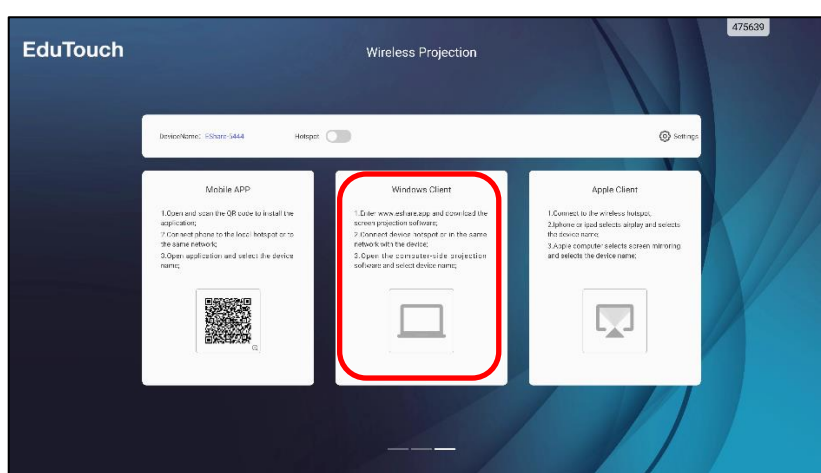 475639
EduTouch
Wireless Projection
DeviceName: EShare-5444
Hotspot
Settings
Mobile APP
1.Open and scan the QR code to install the
application;
2.Connect phone to the local hotspot or to
the same network;
3.Open application and select the device
name;
Windows Client
1.Enter www.eshare.app and download the
screen projection software;
2.Connect device hotspot or in the same
network with the device;
3.Open the computer-side projection
software and select device name;
Apple Client
1.Connect to the wireless hotspot;
2.Iphone or ipad selects airplay and selects
the device name;
3.Apple computer selects screen mirroring
and selects the device name;